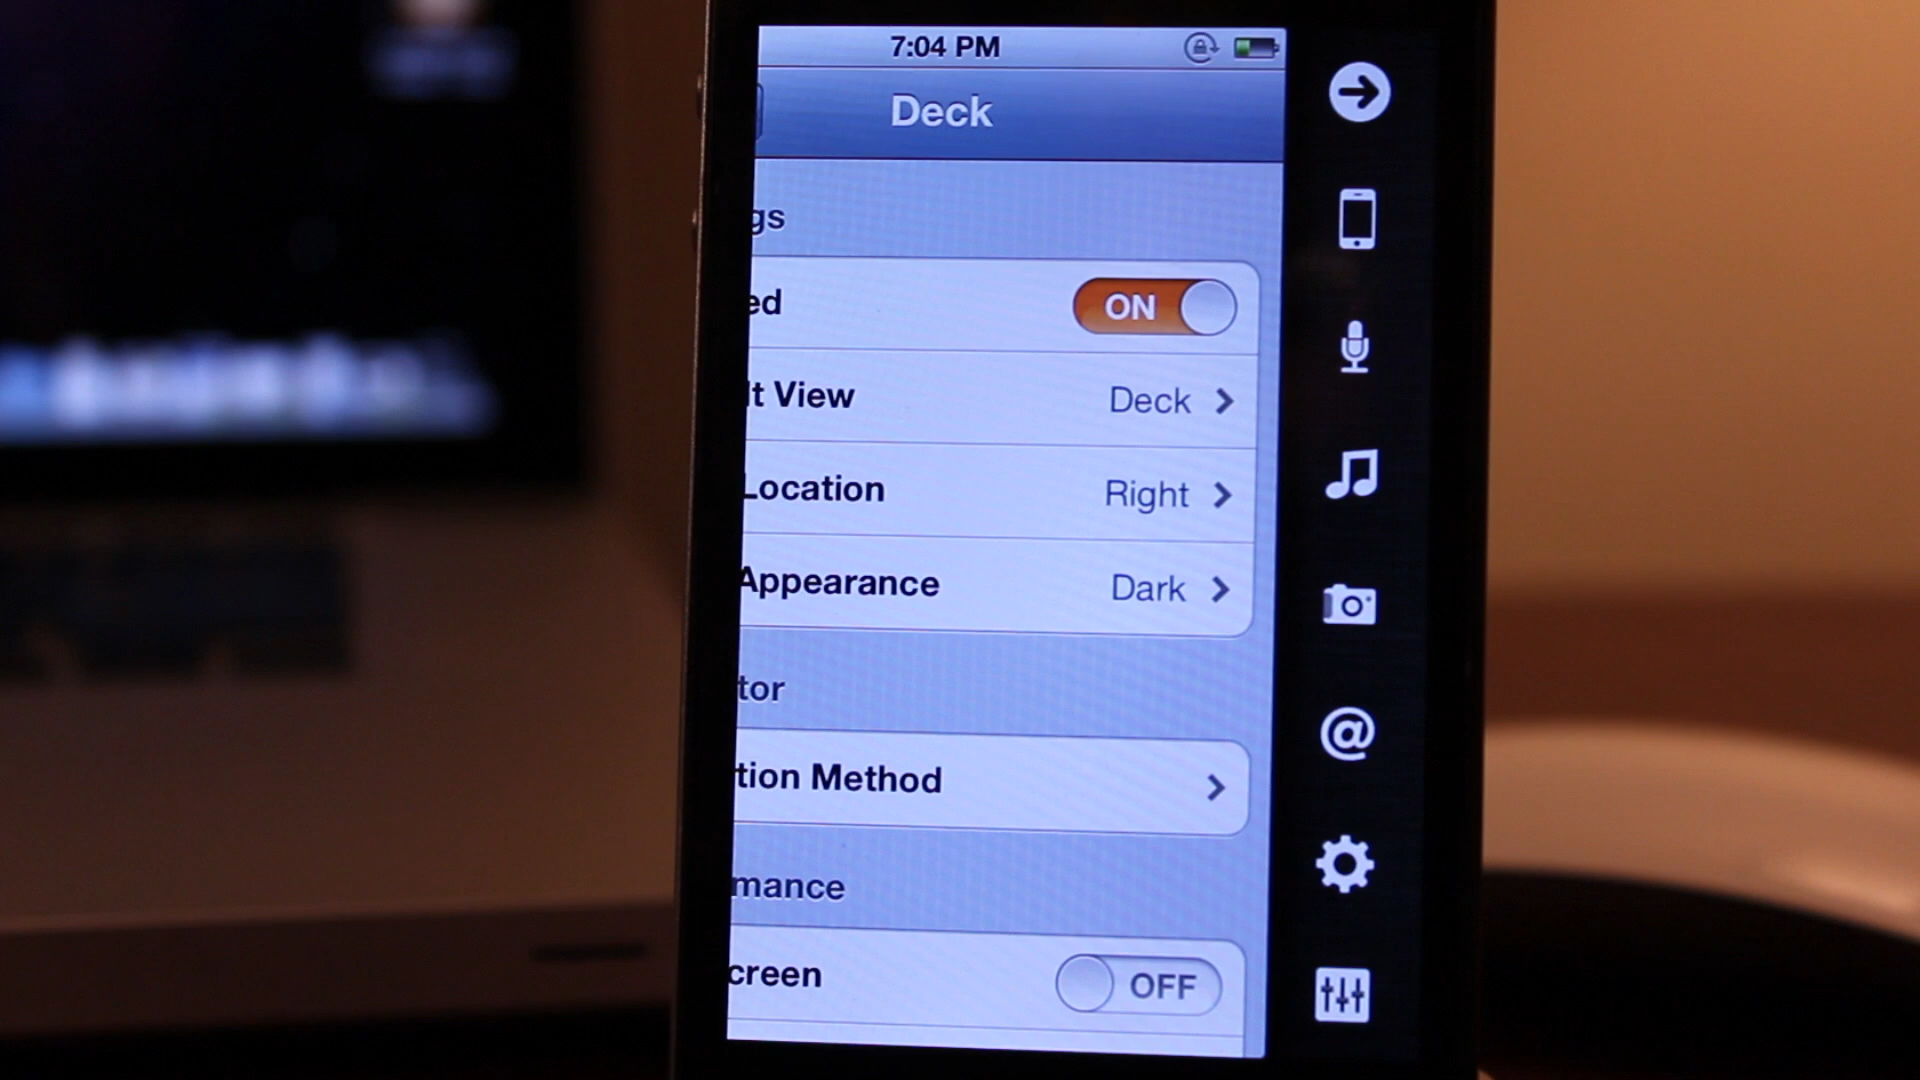 7:04 PM
Deck
gs
ed ON
lt View Deck
Location Right
Appearance Dark
tor
tion Method
mance
creen OFF